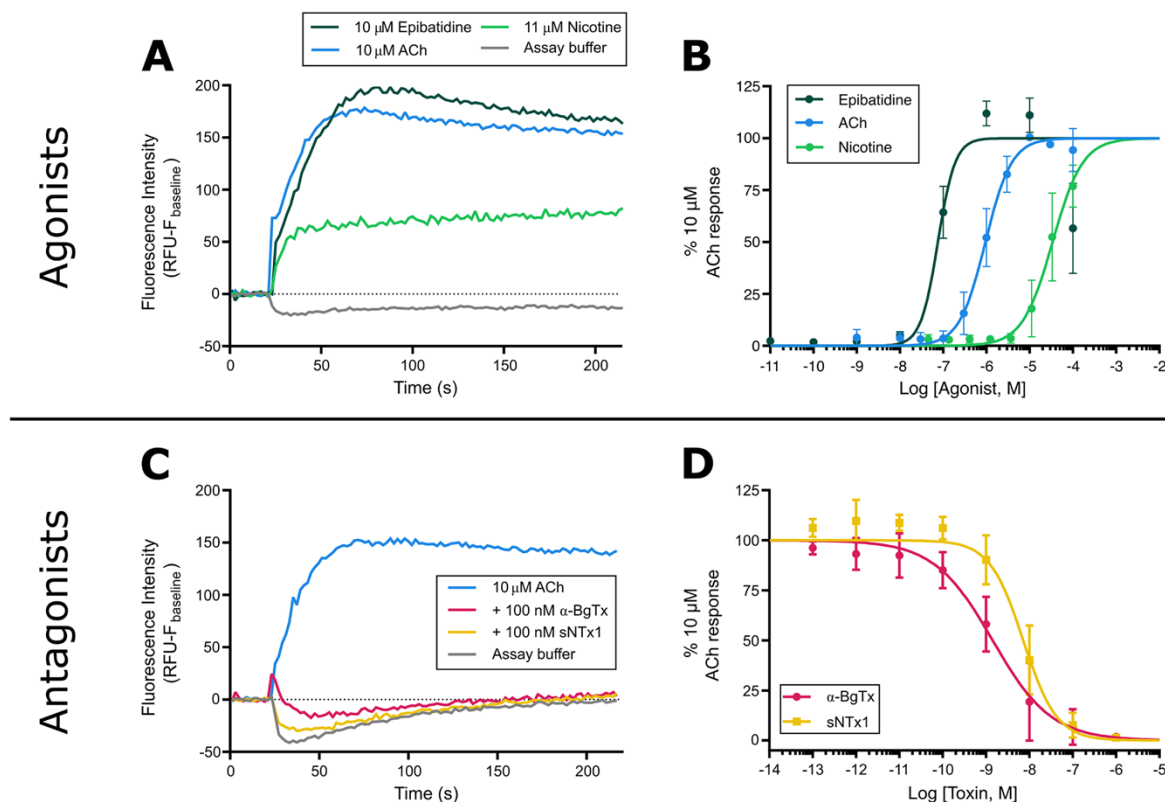 Agonists
A
10 μM Epibatidine
11 μM Nicotine
10 μM ACh
Assay buffer
Fluorescence Intensity
(RFU-F baseline)
200
150
100
50
0
-50
0
50
100
150
200
Time (s)
B
Epibatidine
ACh
Nicotine
% 10 μM
ACh response
125
100
75
50
25
0
-11
-10
-9
-8
-7
-6
-5
-4
-3
-2
Log [Agonist, M]
Antagonists
C
Fluorescence Intensity
(RFU-F baseline)
200
150
100
50
0
-50
10 μM ACh
+ 100 nM α-BgTx
+ 100 nM sNTx1
Assay buffer
0
50
100
150
200
Time (s)
D
% 10 μM
ACh response
125
100
75
50
25
0
α-BgTx
sNTx1
-14
-13
-12
-11
-10
-9
-8
-7
-6
-5
Log [Toxin, M]